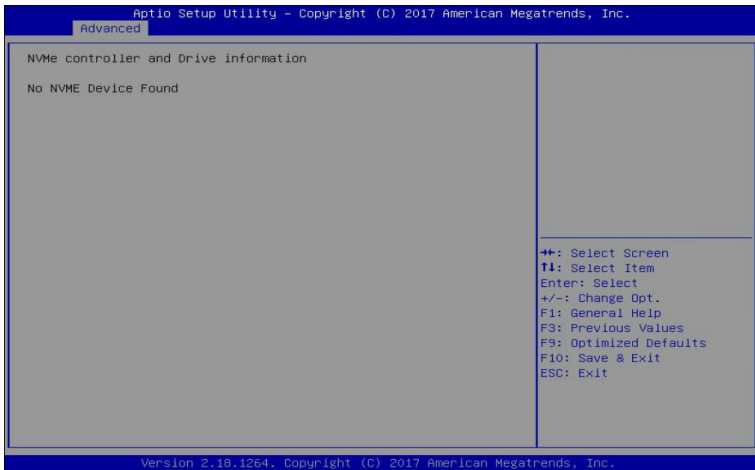 Aptio Setup Utility – Copyright (C) 2017 American Megatrends, Inc.
Advanced
NVMe controller and Drive information
No NVME Device Found
→←: Select Screen
↑↓: Select Item
Enter: Select
+/-: Change Opt.
F1: General Help
F3: Previous Values
F9: Optimized Defaults
F10: Save & Exit
ESC: Exit
Version 2.18.1264. Copyright (C) 2017 American Megatrends, Inc.